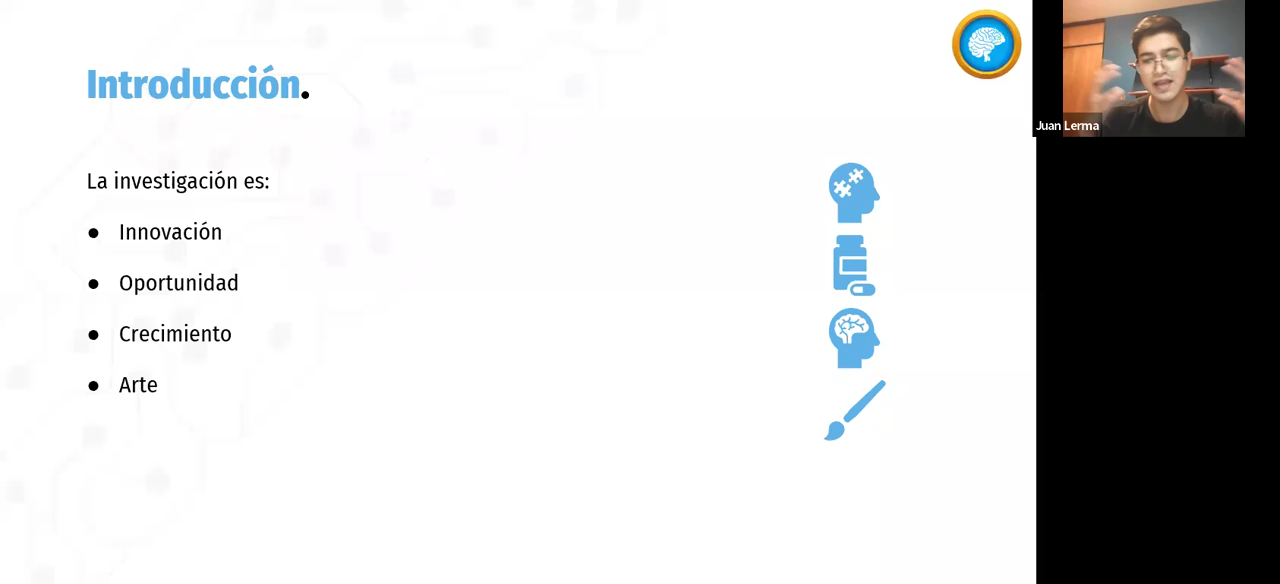 Introducción.
La investigación es:
● Innovación
● Oportunidad
● Crecimiento
● Arte
Juan Lerma